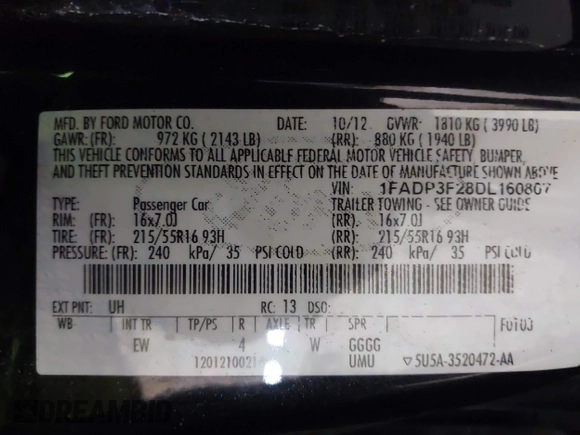 MFD. BY FORD MOTOR CO. DATE: 10/12 GVWR: 1810 KG ( 3990 LB)
GAWR: (FR): 972 KG ( 2143 LB) (RR): 880 KG ( 1940 LB)
THIS VEHICLE CONFORMS TO ALL APPLICABLE FEDERAL MOTOR VEHICLE SAFETY, BUMPER,
AND THEFT PREVENTION STANDARDS IN EFFECT ON THE DATE OF MANUFACTURE SHOWN ABOVE
VIN: 1FADP3F28DL160807
TYPE: Passenger Car TRAILER TOWING - SEE OWNER GUIDE
RIM: (FR) 16x7.0J (RR): 16x7.0J
TIRE: (FR) 215/55R16 93H (RR): 215/55R16 93H
PRESSURE: (FR): 240 kPa/ 35 PSI COLD (RR): 240 kPa/ 35 PSI COLD
EXT PNT: UH RC: 13 DSO:
WB INT TR TP/PS R AXLE TR SPR
EW 4 W GGGG
UMU 5U5A-3520472-AA
DREAMBID